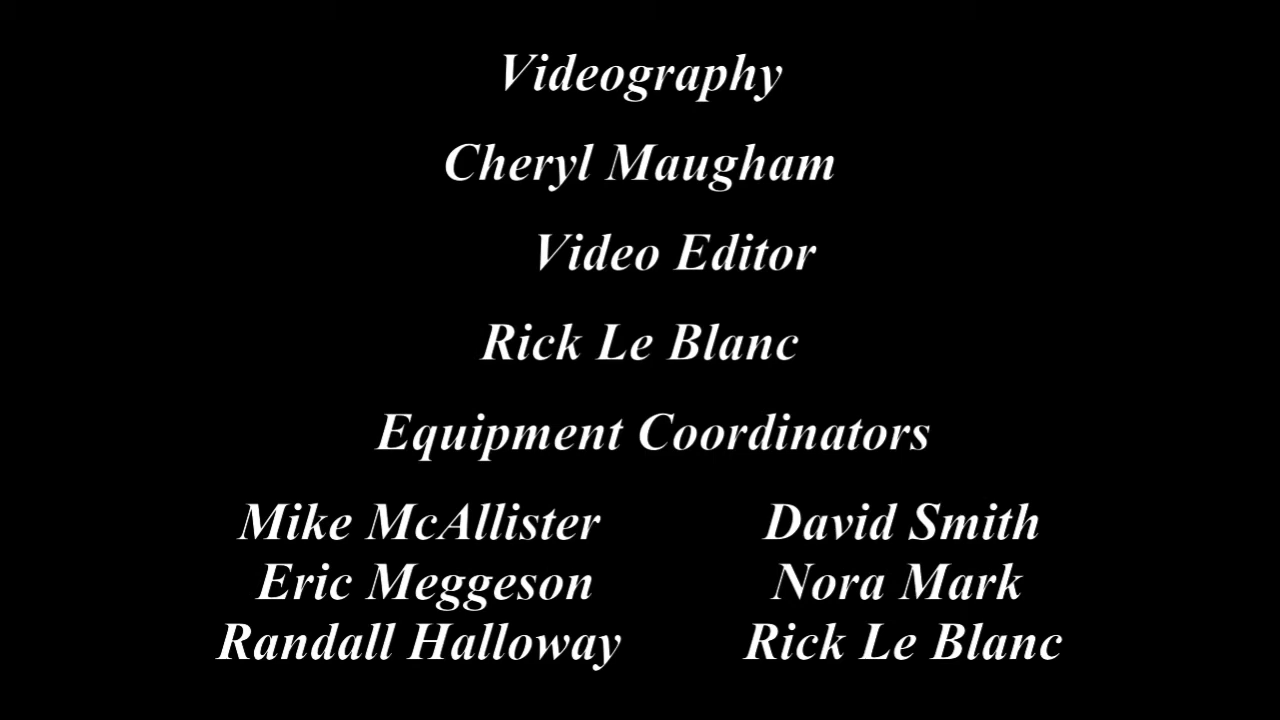 Videography
Cheryl Maugham
Video Editor
Rick Le Blanc
Equipment Coordinators
Mike McAllister David Smith
Eric Meggeson Nora Mark
Randall Halloway Rick Le Blanc